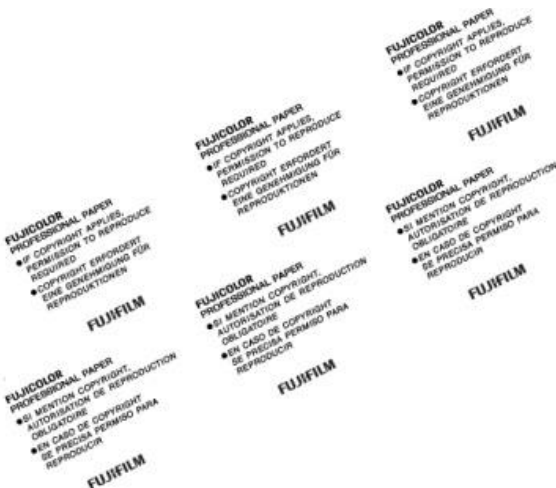 FUJICOLOR
PROFESSIONAL PAPER
●IF COPYRIGHT APPLIES,
PERMISSION TO REPRODUCE
REQUIRED
●COPYRIGHT ERFORDERT
EINE GENEHMIGUNG FÜR
REPRODUKTIONEN
FUJIFILM
FUJICOLOR
PROFESSIONAL PAPER
●IF COPYRIGHT APPLIES,
PERMISSION TO REPRODUCE
REQUIRED
●COPYRIGHT ERFORDERT
EINE GENEHMIGUNG FÜR
REPRODUKTIONEN
FUJIFILM
FUJICOLOR
PROFESSIONAL PAPER
●IF COPYRIGHT APPLIES,
PERMISSION TO REPRODUCE
REQUIRED
●COPYRIGHT ERFORDERT
EINE GENEHMIGUNG FÜR
REPRODUKTIONEN
FUJIFILM
FUJICOLOR
PROFESSIONAL PAPER
●SI MENTION COPYRIGHT,
AUTORISATION DE REPRODUCTION
OBLIGATOIRE
●EN CASO DE COPYRIGHT
SE PRECISA PERMISO PARA
REPRODUCIR
FUJIFILM
FUJICOLOR
PROFESSIONAL PAPER
●SI MENTION COPYRIGHT,
AUTORISATION DE REPRODUCTION
OBLIGATOIRE
●EN CASO DE COPYRIGHT
SE PRECISA PERMISO PARA
REPRODUCIR
FUJIFILM
FUJICOLOR
PROFESSIONAL PAPER
●SI MENTION COPYRIGHT,
AUTORISATION DE REPRODUCTION
OBLIGATOIRE
●EN CASO DE COPYRIGHT
SE PRECISA PERMISO PARA
REPRODUCIR
FUJIFILM